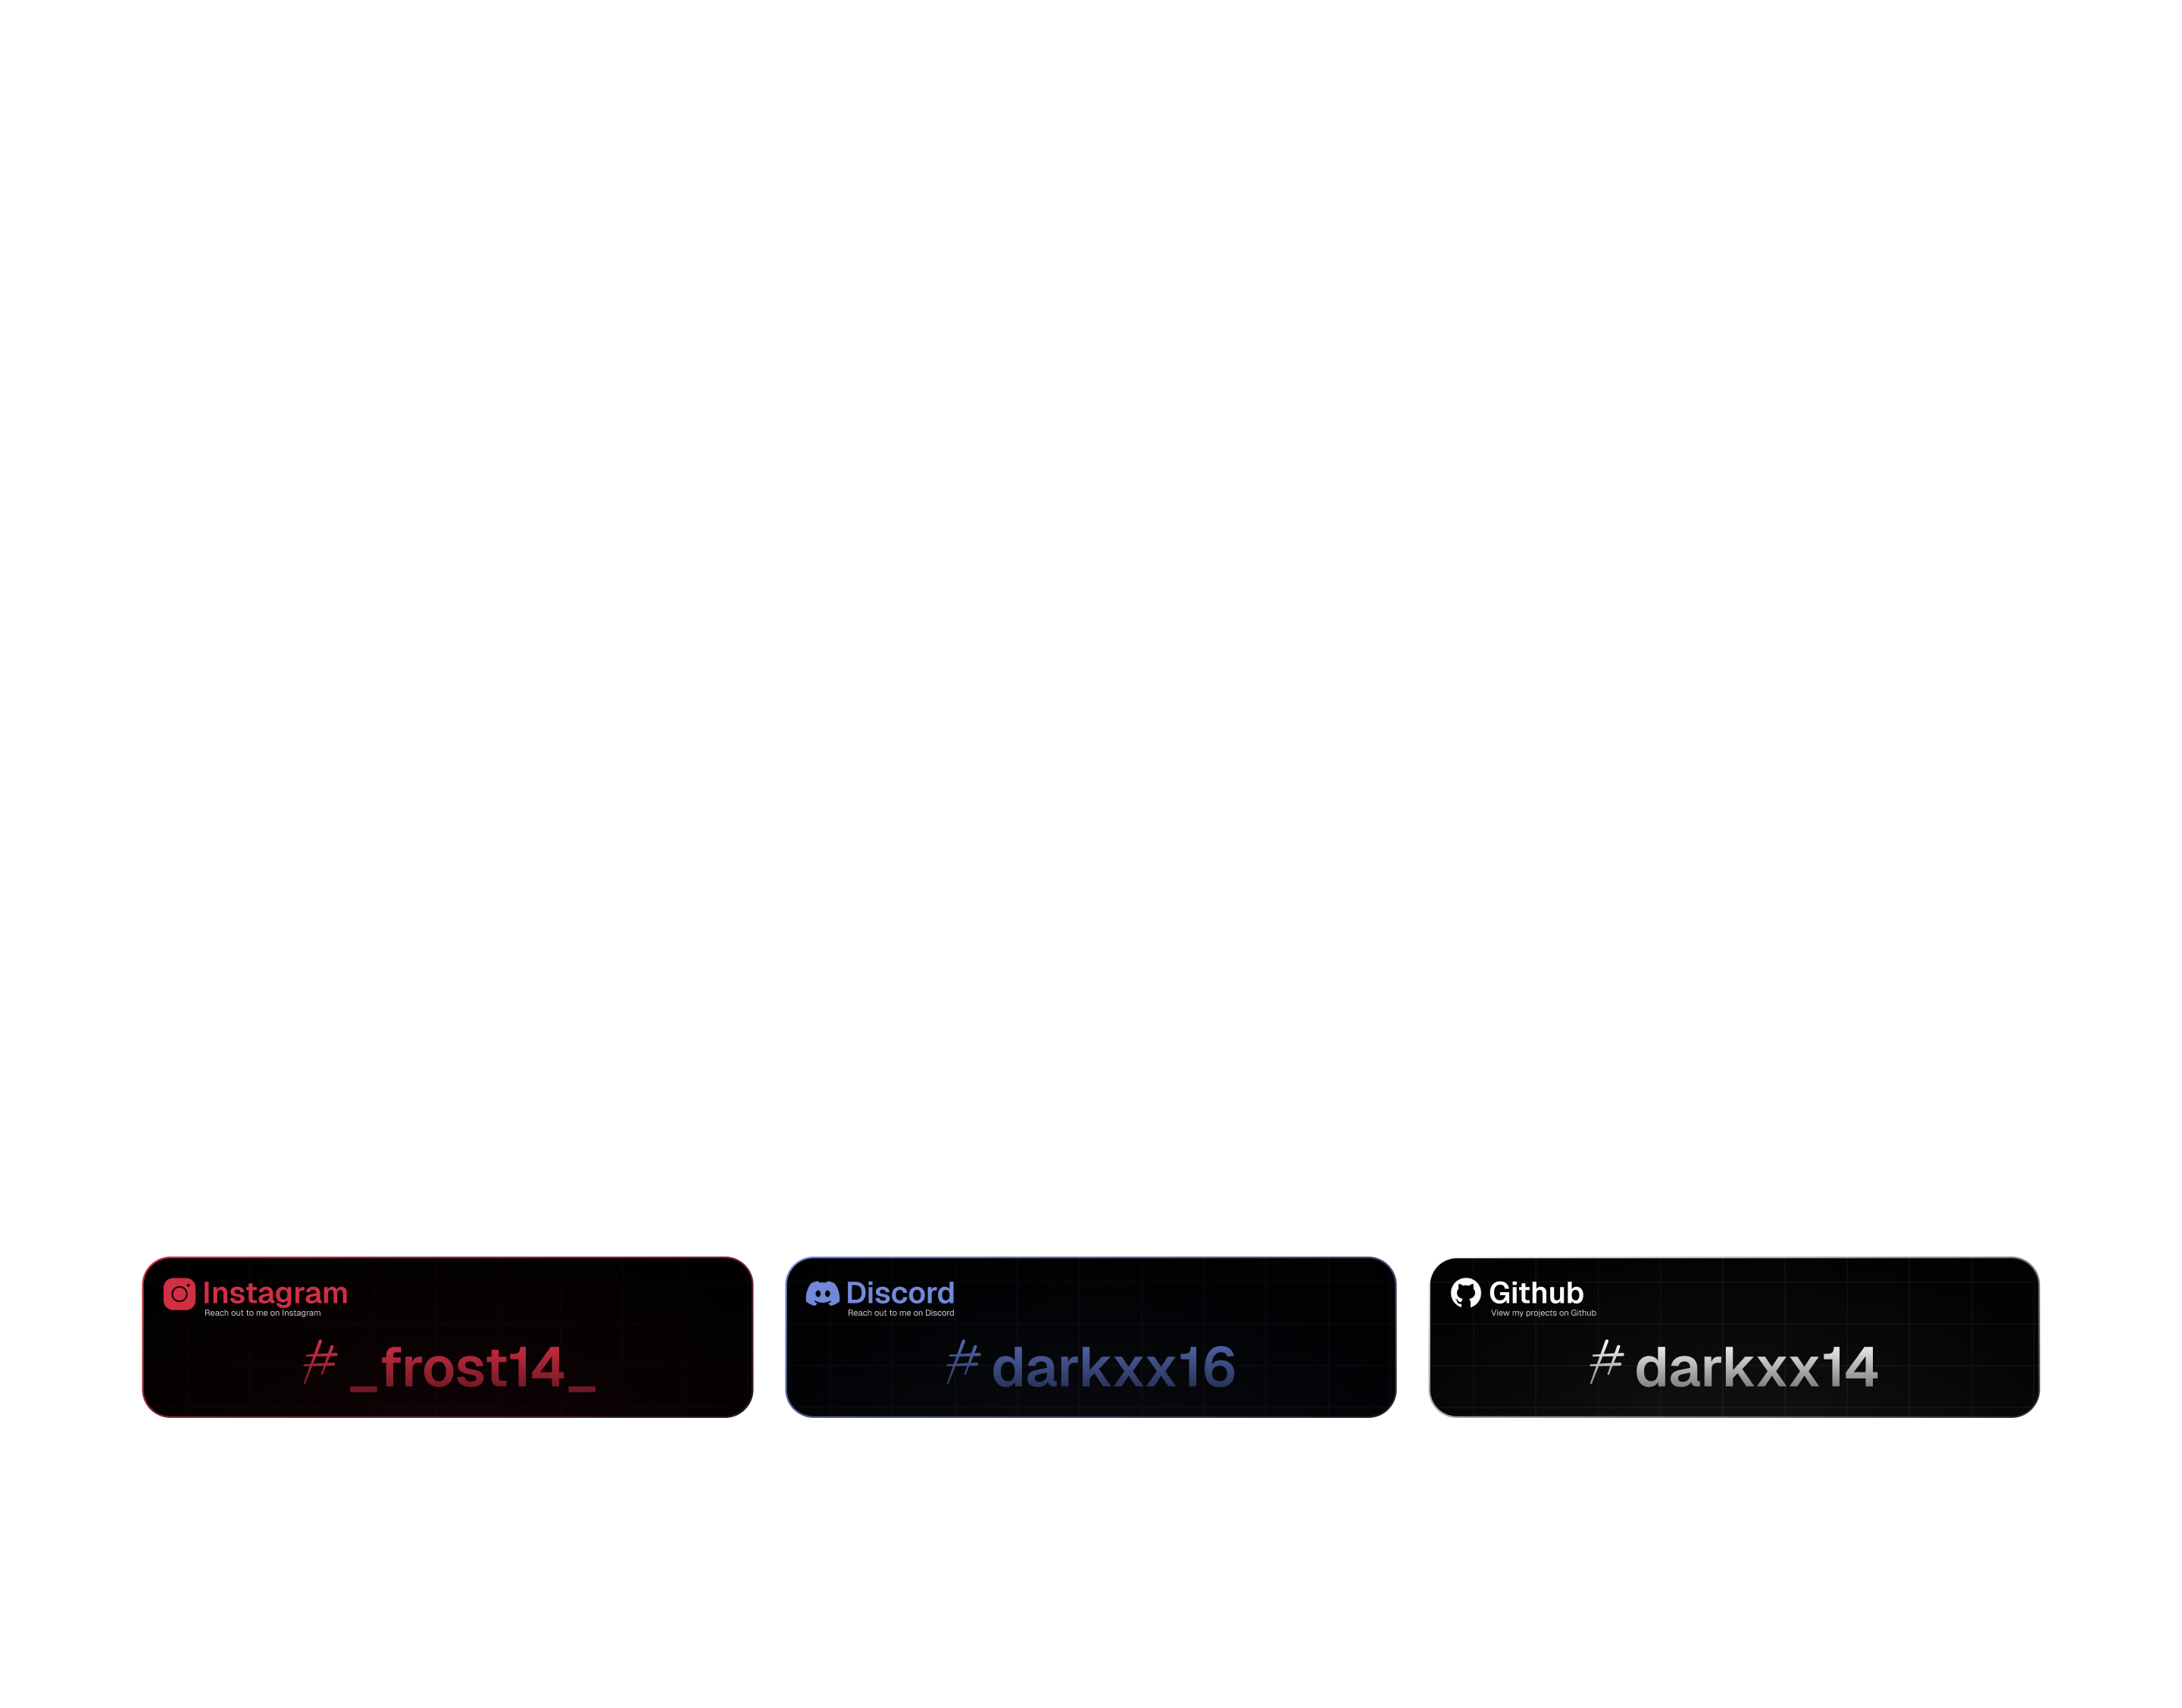 Instagram
Reach out to me on Instagram
# _frost14_
Discord
Reach out to me on Discord
# darkxx16
Github
View my projects on Github
# darkxx14